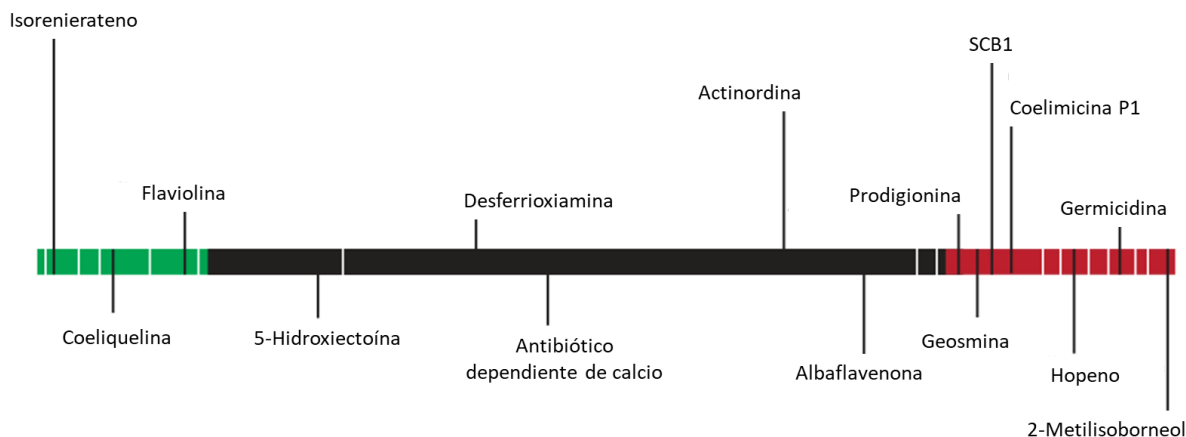 Isorenierateno
SCB1
Actinordina
Coelimicina P1
Flaviolina
Desferrioxiamina
Prodigionina
Germicidina
Coeliquelina
5-Hidroxiectoína
Antibiótico
dependiente de calcio
Albaflavenona
Geosmina
Hopeno
2-Metilisoborneol